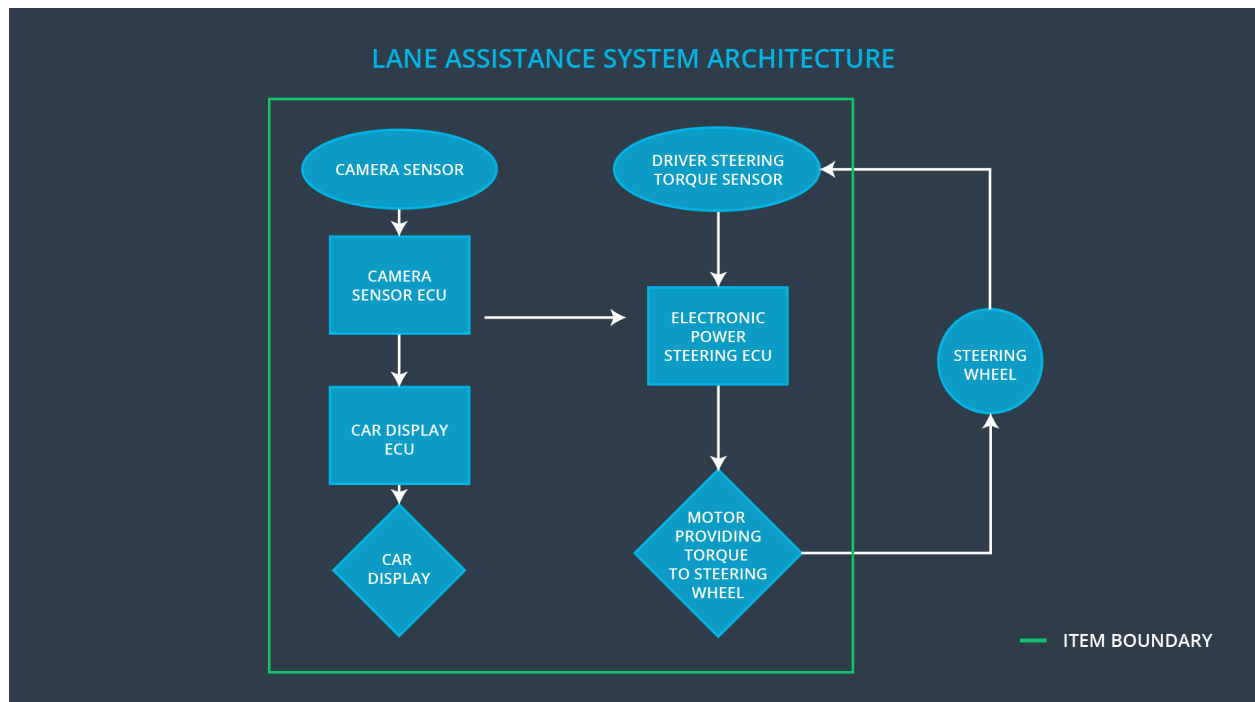 LANE ASSISTANCE SYSTEM ARCHITECTURE
CAMERA SENSOR
CAMERA
SENSOR ECU
CAR DISPLAY
ECU
CAR
DISPLAY
DRIVER STEERING
TORQUE SENSOR
ELECTRONIC
POWER
STEERING ECU
MOTOR
PROVIDING
TORQUE
TO STEERING
WHEEL
STEERING
WHEEL
ITEM BOUNDARY